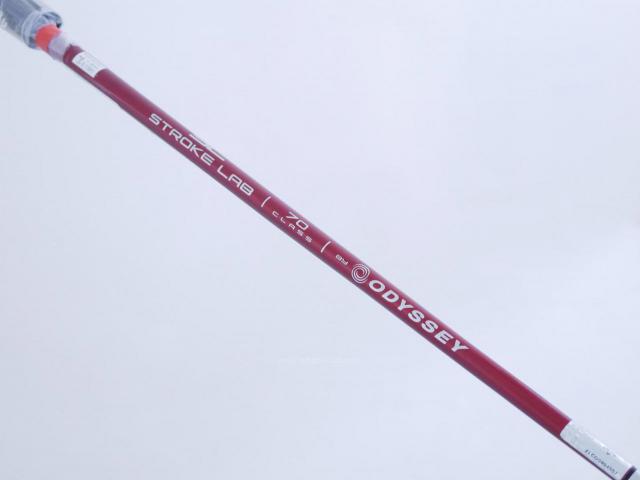 STROKE LAB
70
CLASS
ODYSSEY